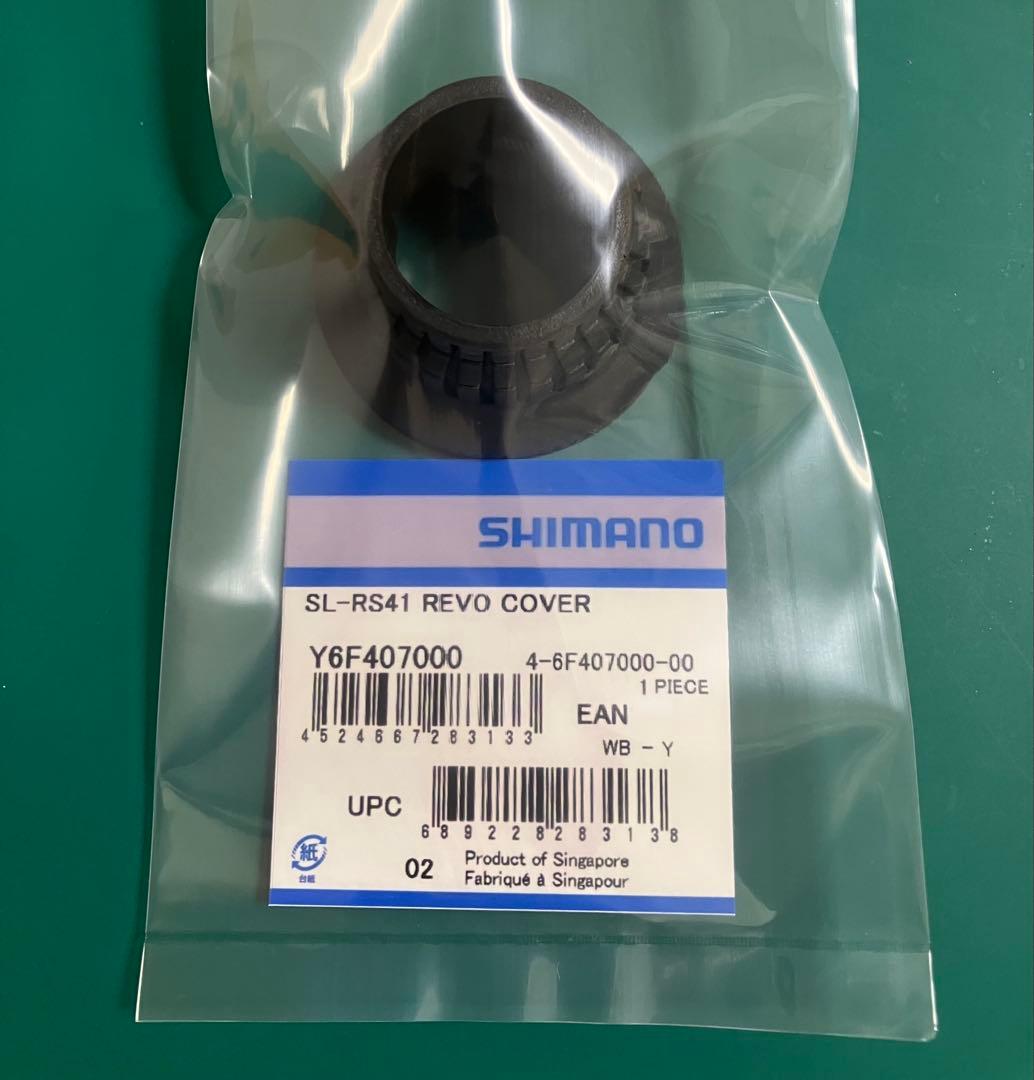 SHIMANO
SL-RS41 REVO COVER
Y6F407000 4-6F407000-00
1 PIECE
4524667283133
EAN
WB - Y
UPC
689228283138
紙
台紙
02
Product of Singapore
Fabriqué à Singapour